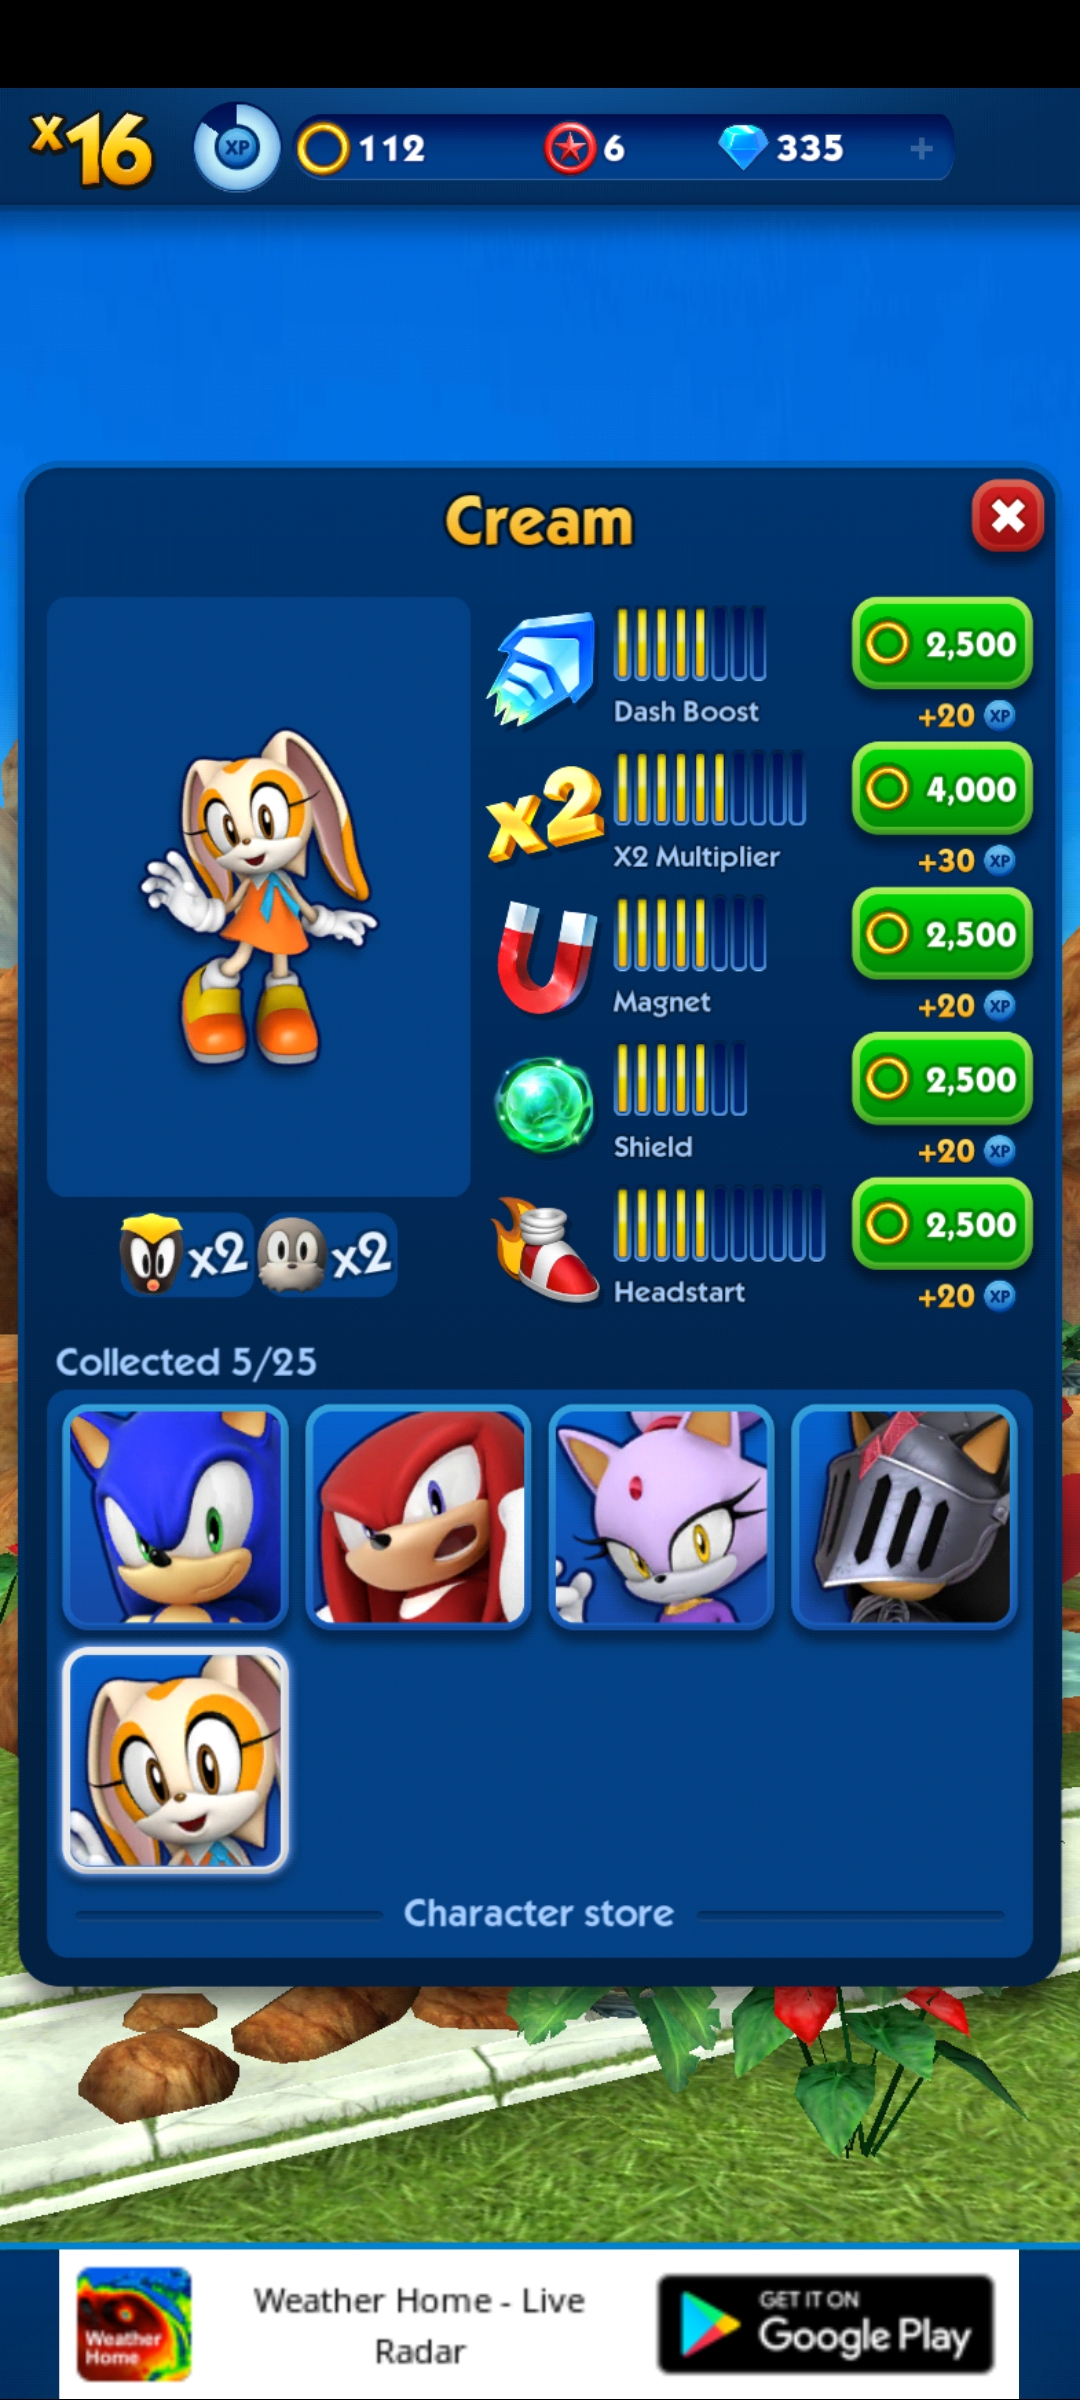 x16
XP
112
6
335
+
Cream
2,500
Dash Boost
+20 XP
x2
4,000
X2 Multiplier
+30 XP
2,500
Magnet
+20 XP
2,500
Shield
+20 XP
2,500
Headstart
+20 XP
x2
x2
Collected 5/25
Character store
Weather Home
Weather Home - Live Radar
GET IT ON
Google Play